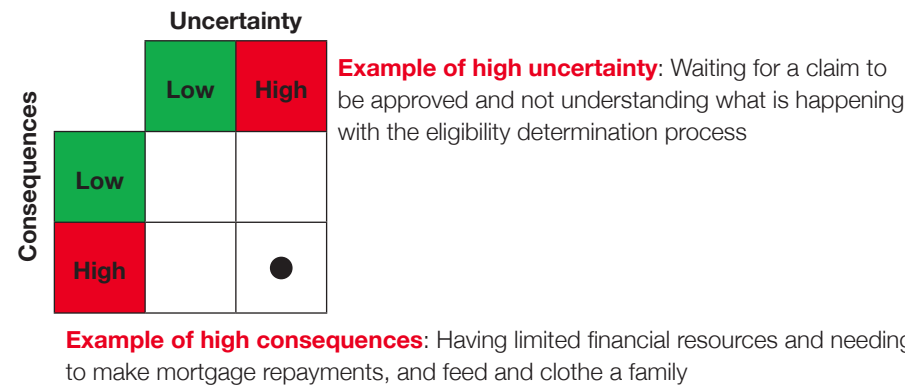 Uncertainty
Low High
Example of high uncertainty: Waiting for a claim to
be approved and not understanding what is happening
with the eligibility determination process
Consequences
Low
High
Example of high consequences: Having limited financial resources and needing
to make mortgage repayments, and feed and clothe a family